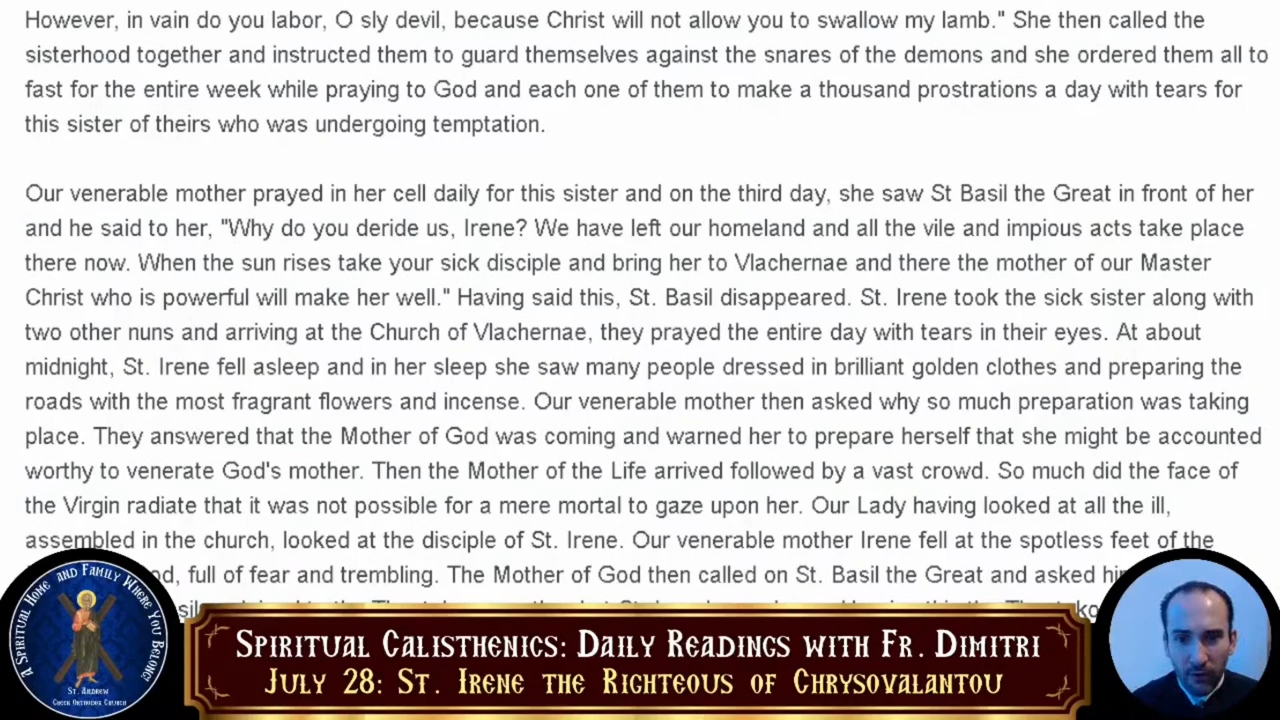 However, in vain do you labor, O sly devil, because Christ will not allow you to swallow my lamb." She then called the
sisterhood together and instructed them to guard themselves against the snares of the demons and she ordered them all to
fast for the entire week while praying to God and each one of them to make a thousand prostrations a day with tears for
this sister of theirs who was undergoing temptation.
Our venerable mother prayed in her cell daily for this sister and on the third day, she saw St Basil the Great in front of her
and he said to her, "Why do you deride us, Irene? We have left our homeland and all the vile and impious acts take place
there now. When the sun rises take your sick disciple and bring her to Vlachernae and there the mother of our Master
Christ who is powerful will make her well." Having said this, St. Basil disappeared. St. Irene took the sick sister along with
two other nuns and arriving at the Church of Vlachernae, they prayed the entire day with tears in their eyes. At about
midnight, St. Irene fell asleep and in her sleep she saw many people dressed in brilliant golden clothes and preparing the
roads with the most fragrant flowers and incense. Our venerable mother then asked why so much preparation was taking
place. They answered that the Mother of God was coming and warned her to prepare herself that she might be accounted
worthy to venerate God's mother. Then the Mother of the Life arrived followed by a vast crowd. So much did the face of
the Virgin radiate that it was not possible for a mere mortal to gaze upon her. Our Lady having looked at all the ill,
assembled in the church, looked at the disciple of St. Irene. Our venerable mother Irene fell at the spotless feet of the
full of fear and trembling. The Mother of God then called on St. Basil the Great and asked
A Spiritual Home and Family Where You Belong!
St. Andrew
Greek Orthodox Church
Spiritual Calisthenics: Daily Readings with Fr. Dimitri
July 28: St. Irene the Righteous of Chrysovalantou